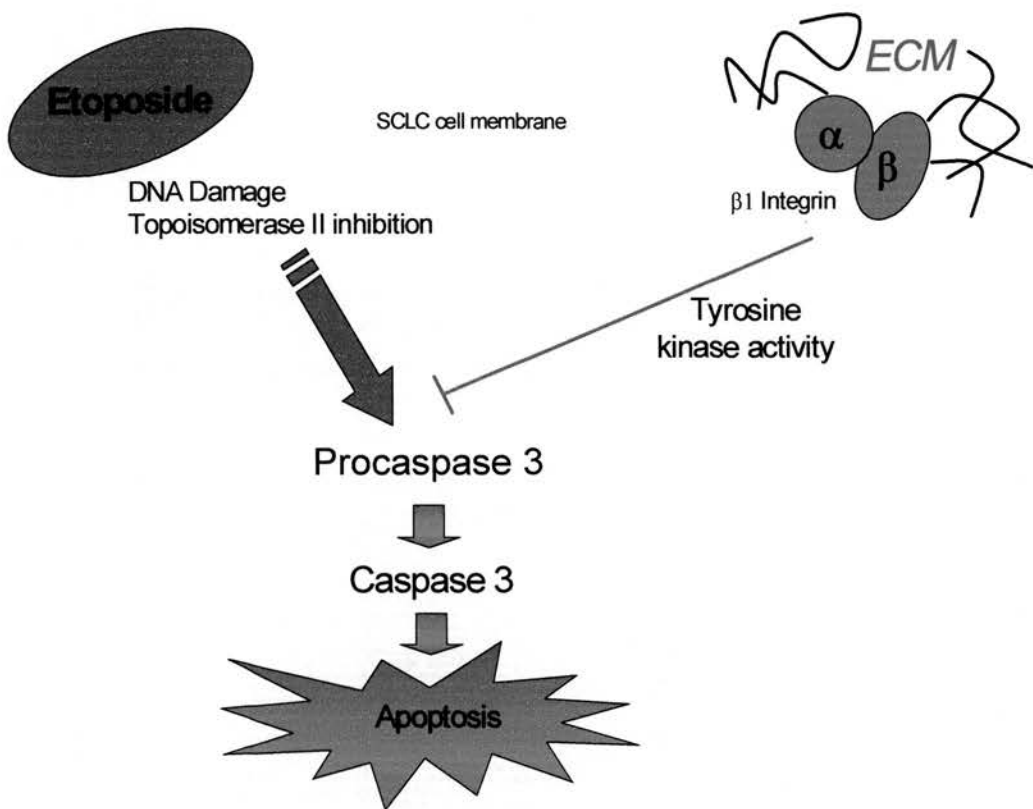 Etoposide
ECM
SCLC cell membrane
α
β
DNA Damage
Topoisomerase II inhibition
β1 Integrin
Tyrosine
kinase activity
Procaspase 3
Caspase 3
Apoptosis